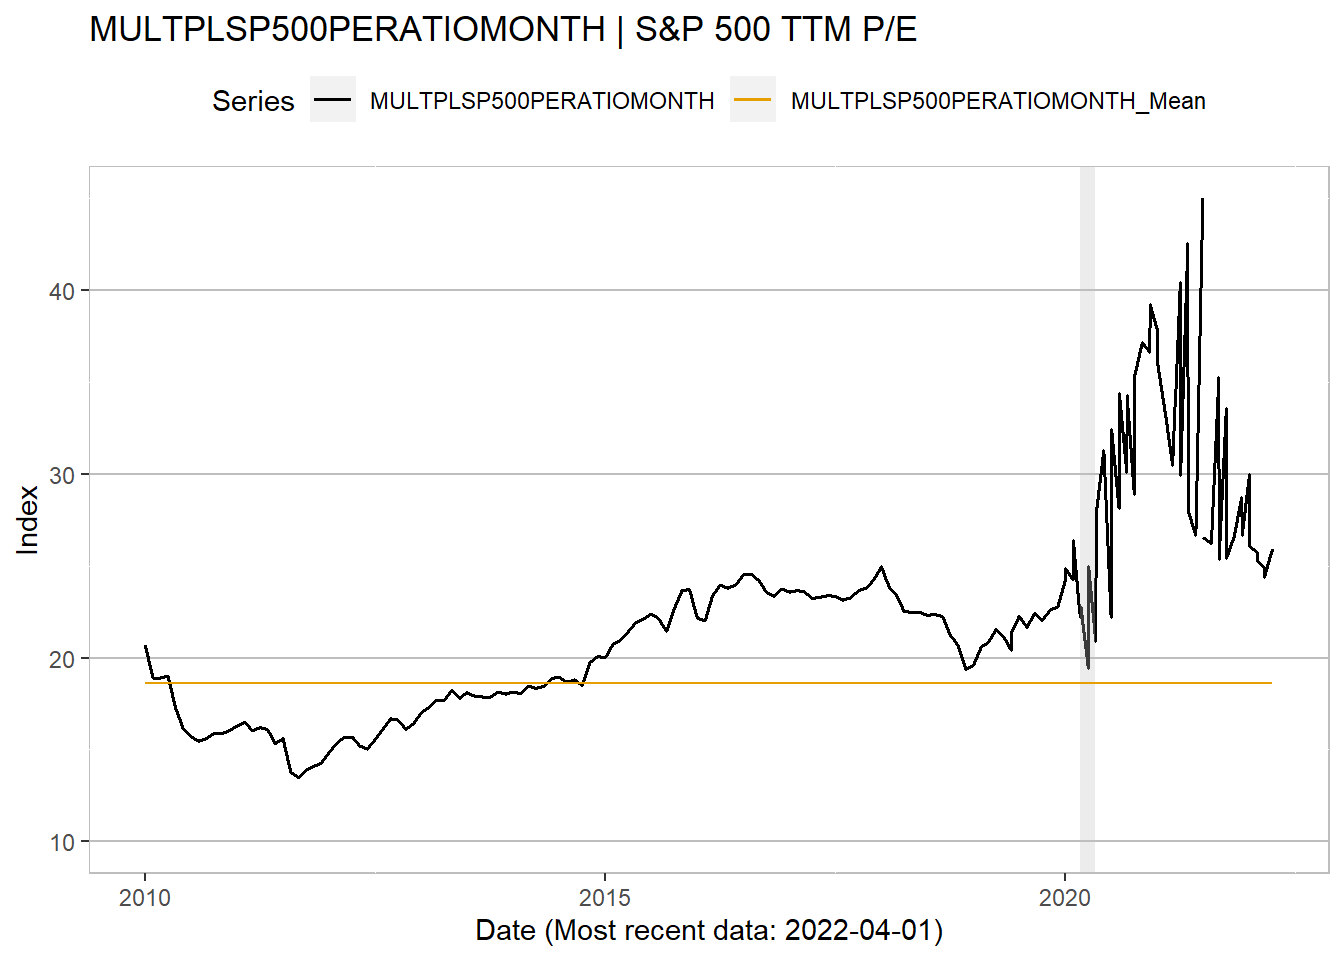 MULTPLSP500PERATIOMONTH | S&P 500 TTM P/E
Series MULTPLSP500PERATIOMONTH MULTPLSP500PERATIOMONTH_Mean
40
30
20
10
Index
2010 2015 2020
Date (Most recent data: 2022-04-01)